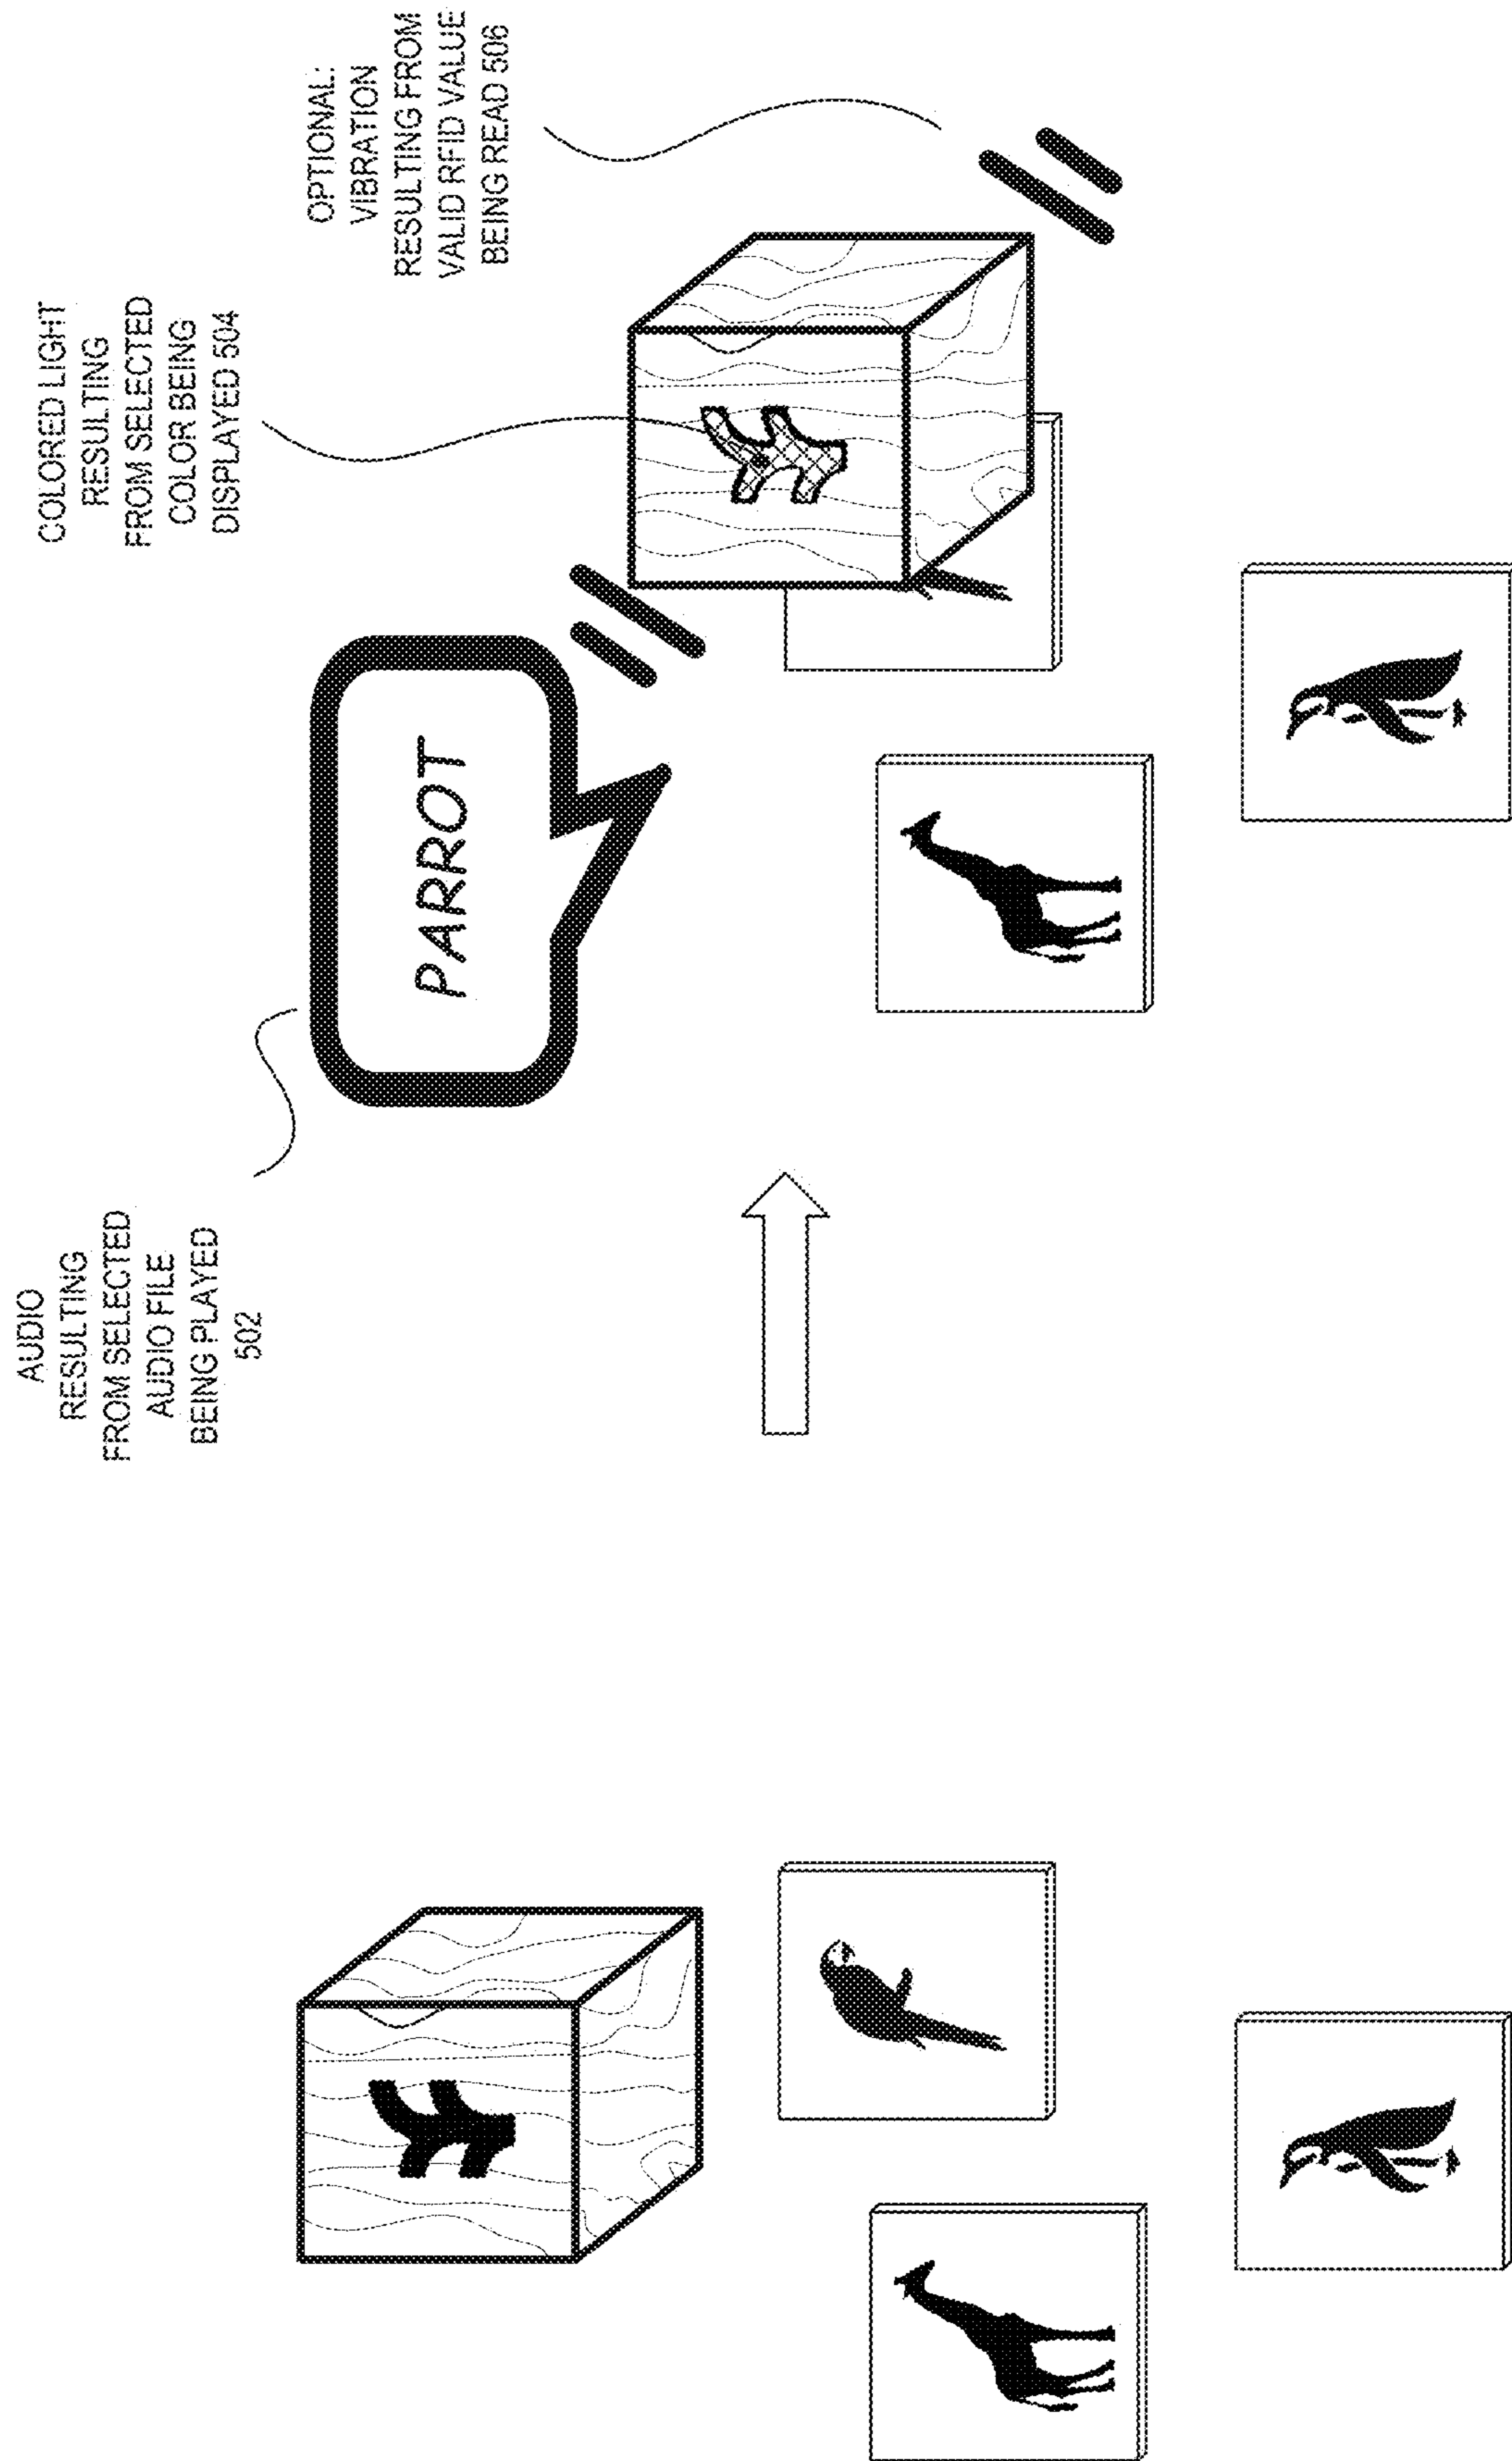 AUDIO
RESULTING
FROM SELECTED
AUDIO FILE
BEING PLAYED
502
PARROT
COLORED LIGHT
RESULTING
FROM SELECTED
COLOR BEING
DISPLAYED 504
OPTIONAL:
VIBRATION
RESULTING FROM
VALID RFID VALUE
BEING READ 506